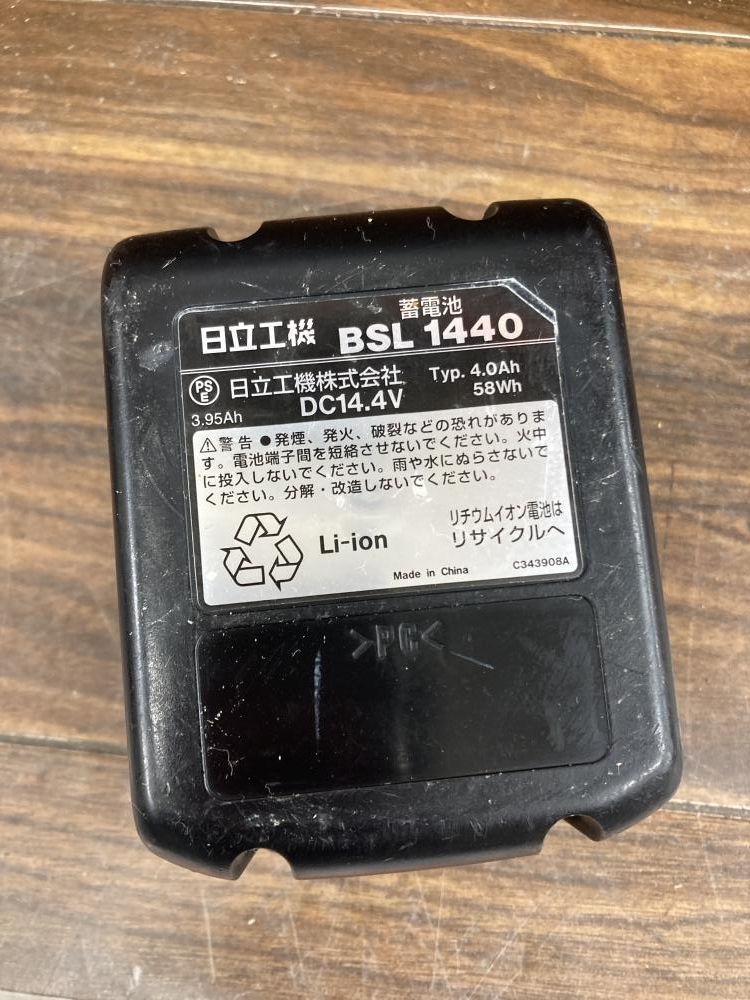 蓄電池
日立工機 BSL 1440
PSE 日立工機株式会社 Typ. 4.0Ah
3.95Ah DC14.4V 58Wh
⚠警告 ●発煙、発火、破裂などの恐れがありま
す。電池端子間を短絡させないでください。火中
に投入しないでください。雨や水にぬらさないで
ください。分解・改造しないでください。
リチウムイオン電池は
Li-ion リサイクルへ
Made in China C343908A
>PC<